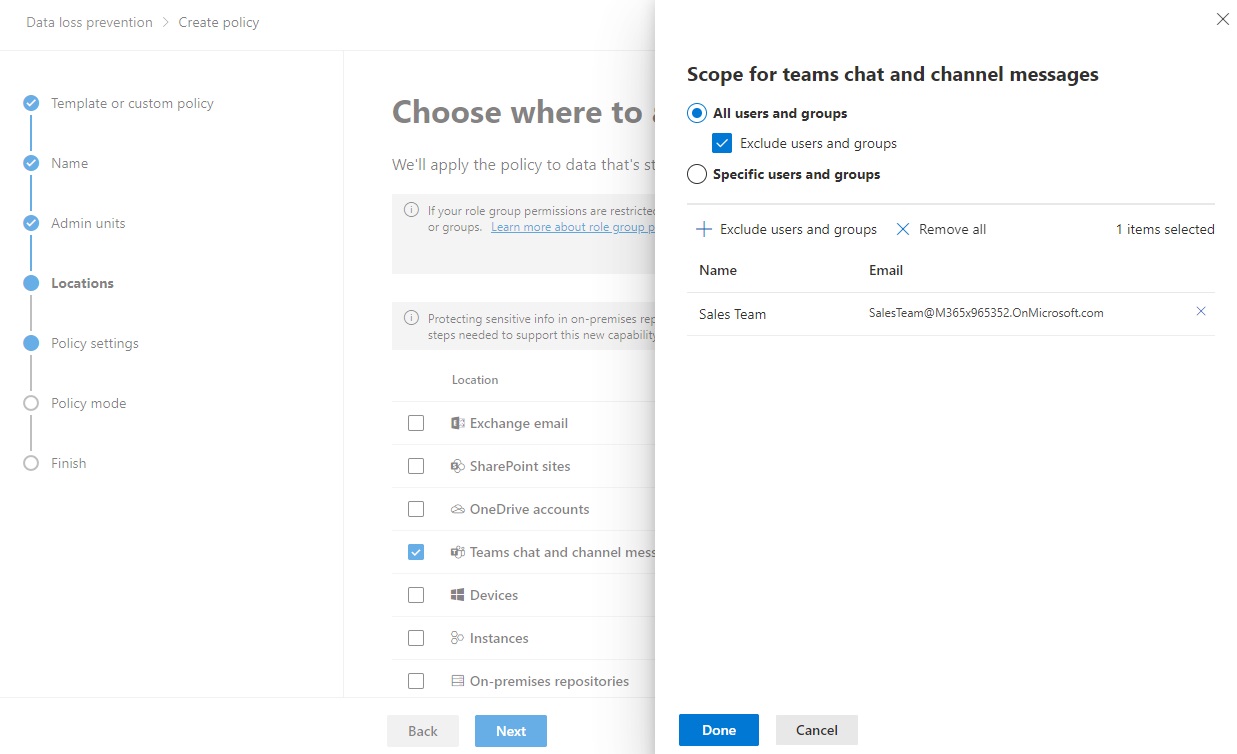 Data loss prevention > Create policy
Template or custom policy
Name
Admin units
Locations
Policy settings
Policy mode
Finish
Choose where to
We'll apply the policy to data that's
If your role group permissions are restricted
or groups. Learn more about role group
Protecting sensitive info in on-premises
steps needed to support this new capability
Location
Exchange email
SharePoint sites
OneDrive accounts
Teams chat and channel
Devices
Instances
On-premises repositories
Back
Next
Scope for teams chat and channel messages
All users and groups
Exclude users and groups
Specific users and groups
Exclude users and groups Remove all 1 items selected
Name Email
Sales Team SalesTeam@M365x965352.OnMicrosoft.com
Done
Cancel